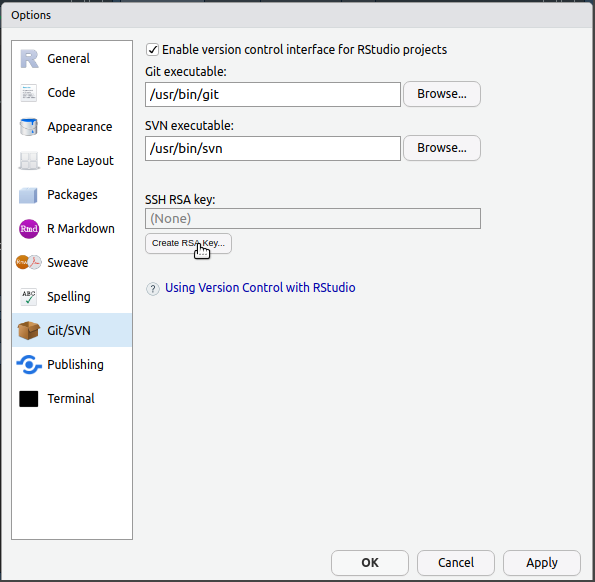 Options
General
Code
Appearance
Pane Layout
Packages
Rmd R Markdown
Sweave
ABC Spelling
Git/SVN
Publishing
Terminal
Enable version control interface for RStudio projects
Git executable:
/usr/bin/git Browse...
SVN executable:
/usr/bin/svn Browse...
SSH RSA key:
(None)
Create RSA Key...
? Using Version Control with RStudio
OK Cancel Apply